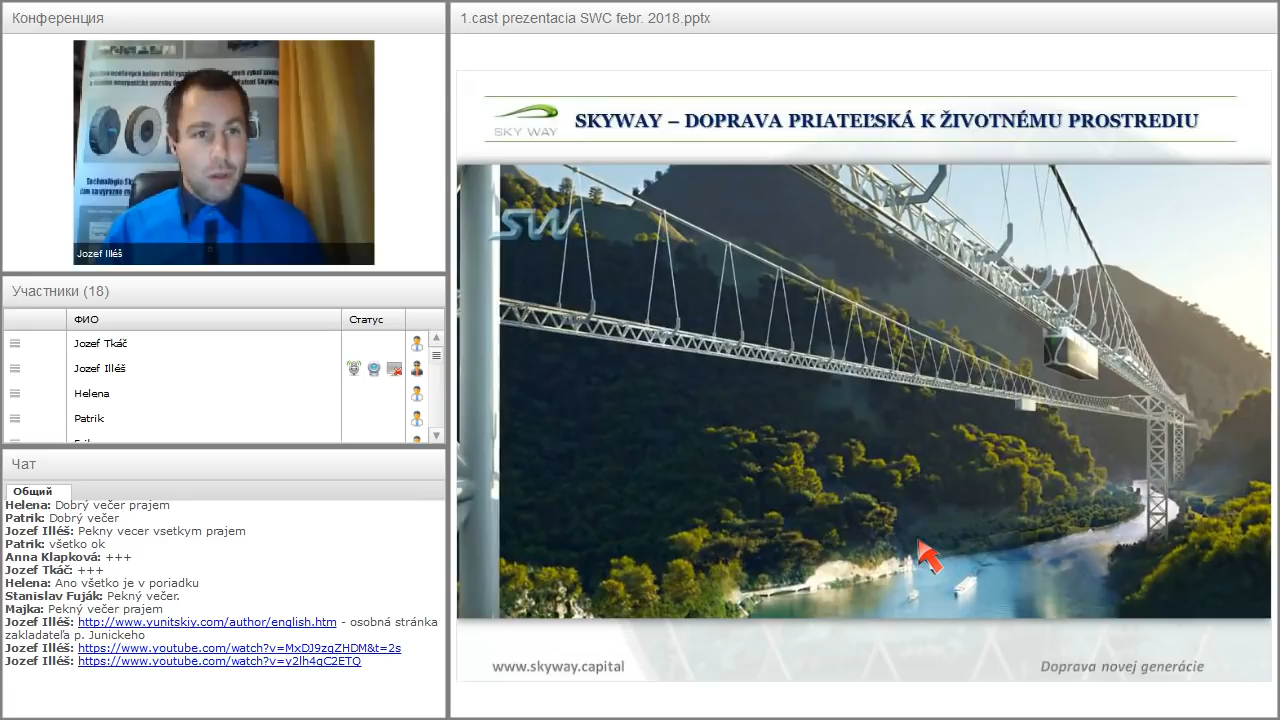 Конференция
Jozef Illéš
Участники (18)
ФИО
Статус
Jozef Tkáč
Jozef Illéš
Helena
Patrik
Чат
Общий
Helena: Dobrý večer prajem
Patrik: Dobrý večer
Jozef Illéš: Pekny vecer vsetkym prajem
Patrik: všetko ok
Anna Klapková: +++
Jozef Tkáč: +++
Helena: Ano všetko je v poriadku
Stanislav Fuják: Pekný večer.
Majka: Pekný večer prajem
Jozef Illéš: http://www.yunitskiy.com/author/english.htm - osobná stránka
zakladateľa p. Junickeho
Jozef Illéš: https://www.youtube.com/watch?v=MxDJ9zqZHDM&t=2s
Jozef Illéš: https://www.youtube.com/watch?v=y2lh4gC2ETQ
1.cast prezentacia SWC febr. 2018.pptx
SKY WAY
SKYWAY – DOPRAVA PRIATEĽSKÁ K ŽIVOTNÉMU PROSTREDIU
SW
www.skyway.capital
Doprava novej generácie